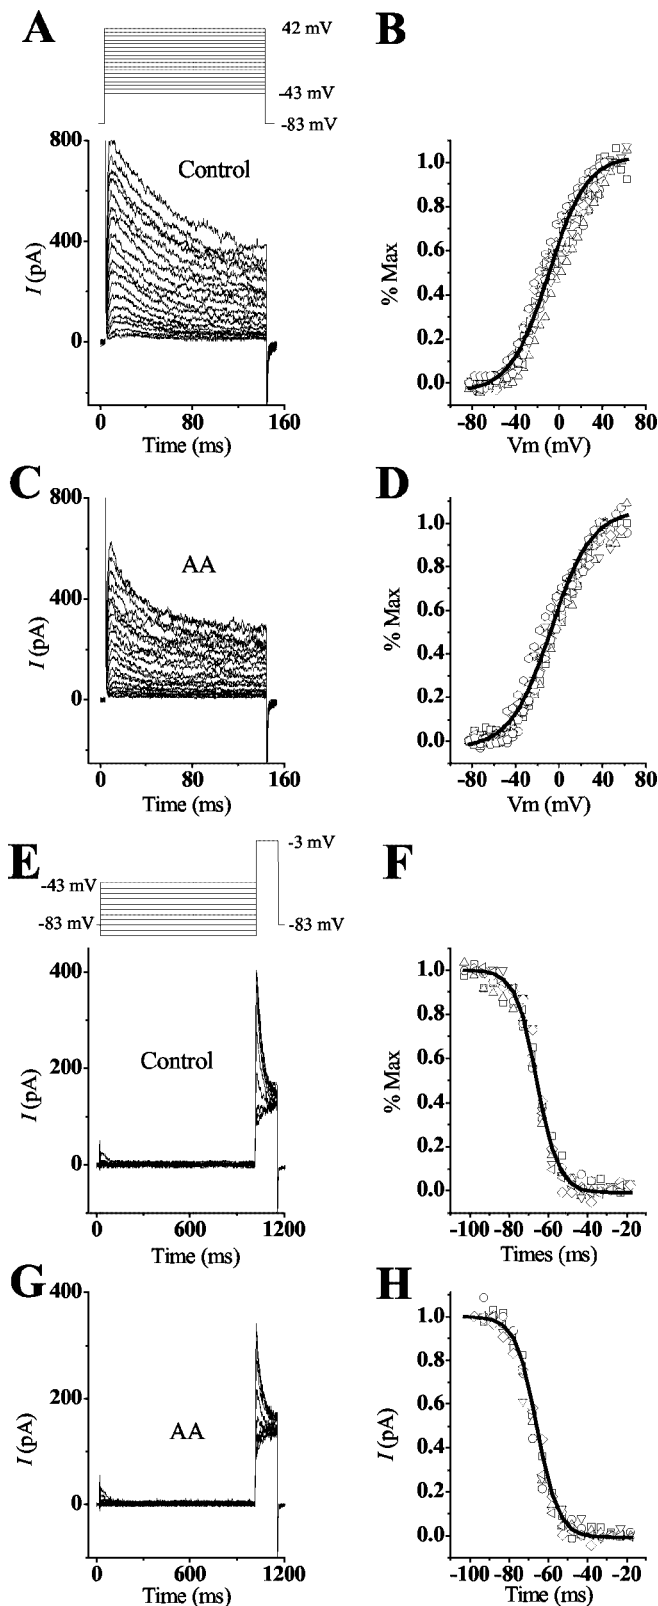 A
42 mV
-43 mV
-83 mV
800
400
0
I (pA)
Control
0 80 160
Time (ms)
B
1.0
0.8
0.6
0.4
0.2
0.0
% Max
-80 -40 0 40 80
Vm (mV)
C
800
400
0
I (pA)
AA
0 80 160
Time (ms)
D
1.0
0.8
0.6
0.4
0.2
0.0
% Max
-80 -40 0 40 80
Vm (mV)
E
-3 mV
-43 mV
-83 mV
-83 mV
400
200
0
I (pA)
Control
0 600 1200
Time (ms)
F
1.0
0.8
0.6
0.4
0.2
0.0
% Max
-100 -80 -60 -40 -20
Times (ms)
G
400
200
0
I (pA)
AA
0 600 1200
Time (ms)
H
1.0
0.8
0.6
0.4
0.2
0.0
I (pA)
-100 -80 -60 -40 -20
Time (ms)